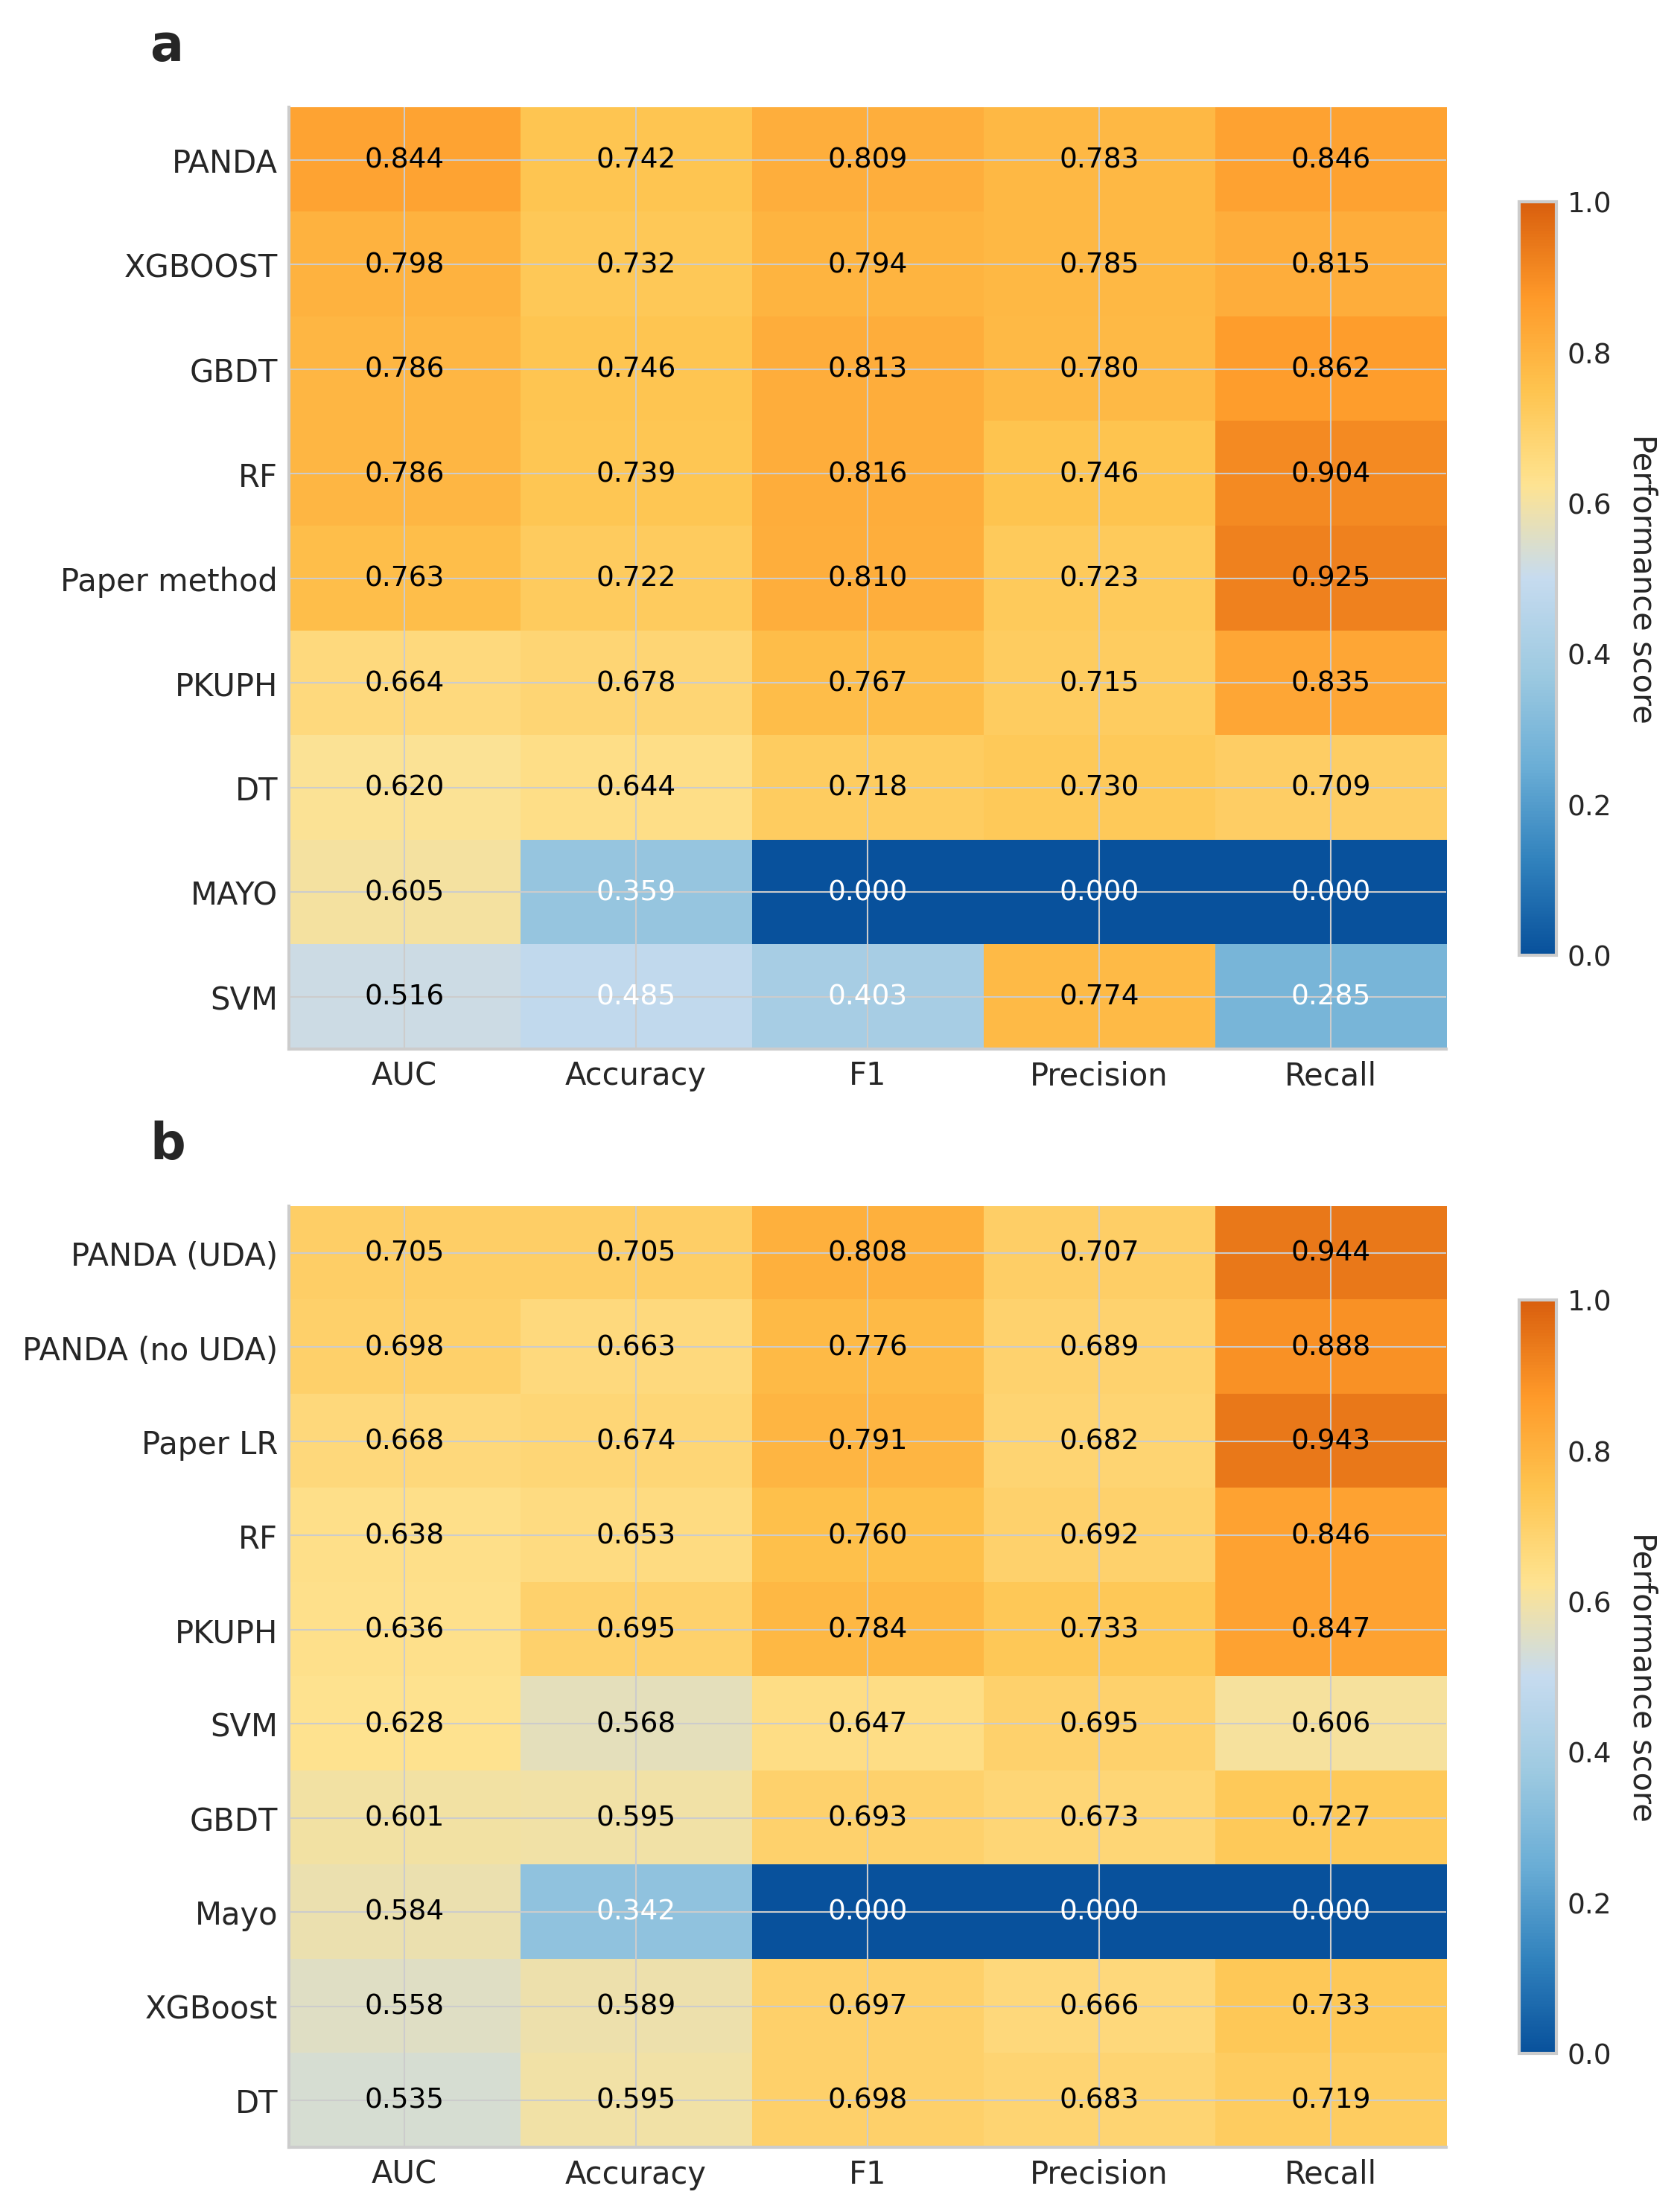 a
PANDA 0.844 0.742 0.809 0.783 0.846
XGBOOST 0.798 0.732 0.794 0.785 0.815
GBDT 0.786 0.746 0.813 0.780 0.862
RF 0.786 0.739 0.816 0.746 0.904
Paper method 0.763 0.722 0.810 0.723 0.925
PKUPH 0.664 0.678 0.767 0.715 0.835
DT 0.620 0.644 0.718 0.730 0.709
MAYO 0.605 0.359 0.000 0.000 0.000
SVM 0.516 0.485 0.403 0.774 0.285
AUC Accuracy F1 Precision Recall
1.0
0.8
0.6
0.4
0.2
0.0
Performance score
b
PANDA (UDA) 0.705 0.705 0.808 0.707 0.944
PANDA (no UDA) 0.698 0.663 0.776 0.689 0.888
Paper LR 0.668 0.674 0.791 0.682 0.943
RF 0.638 0.653 0.760 0.692 0.846
PKUPH 0.636 0.695 0.784 0.733 0.847
SVM 0.628 0.568 0.647 0.695 0.606
GBDT 0.601 0.595 0.693 0.673 0.727
Mayo 0.584 0.342 0.000 0.000 0.000
XGBoost 0.558 0.589 0.697 0.666 0.733
DT 0.535 0.595 0.698 0.683 0.719
AUC Accuracy F1 Precision Recall
1.0
0.8
0.6
0.4
0.2
0.0
Performance score